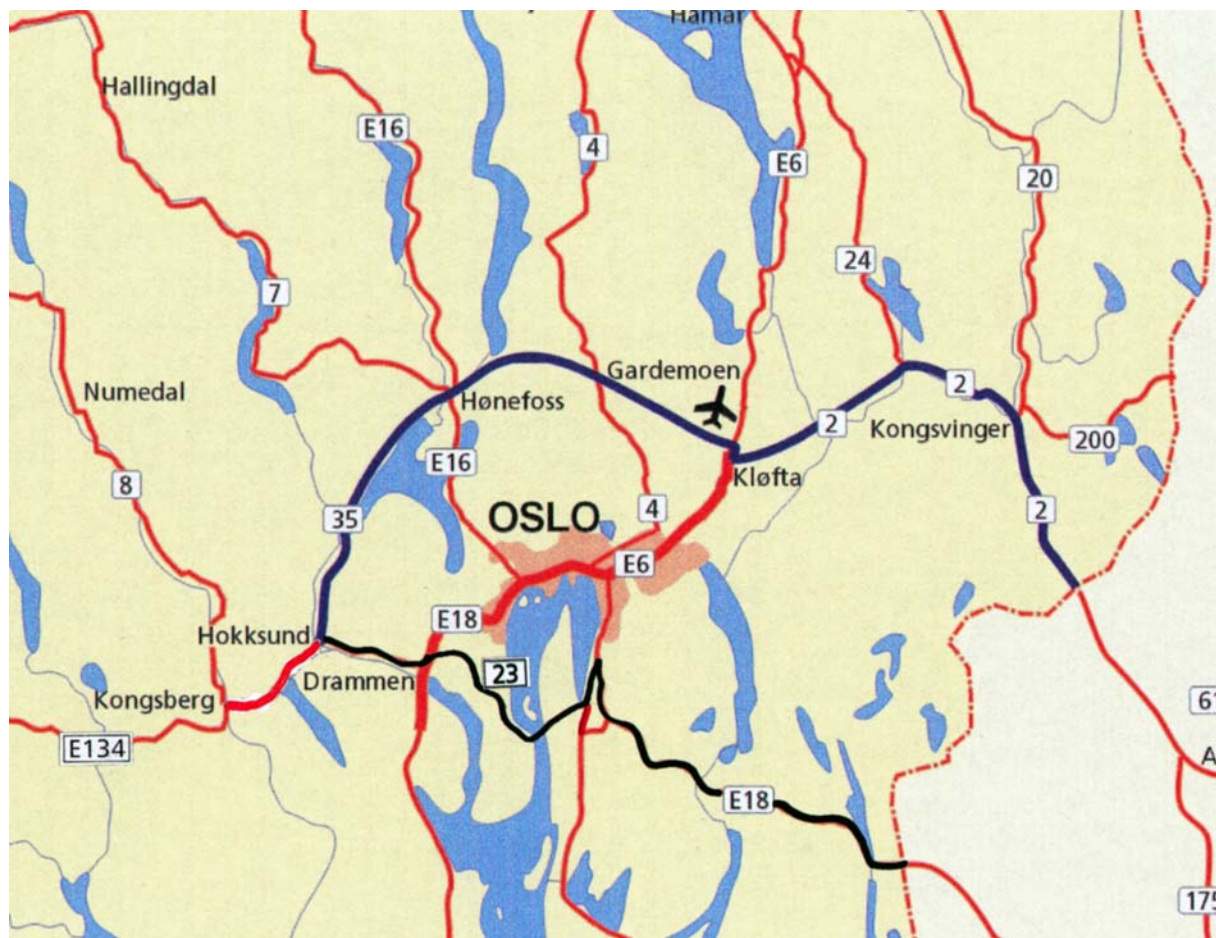 Hamar
Hallingdal
E16
4
E6
20
24
7
Gardemoen
Numedal
Hønefoss
2
2
Kongsvinger
200
E16
Kløfta
8
35
OSLO
4
2
E6
E18
Hokksund
23
Drammen
Kongsberg
E134
E18
175